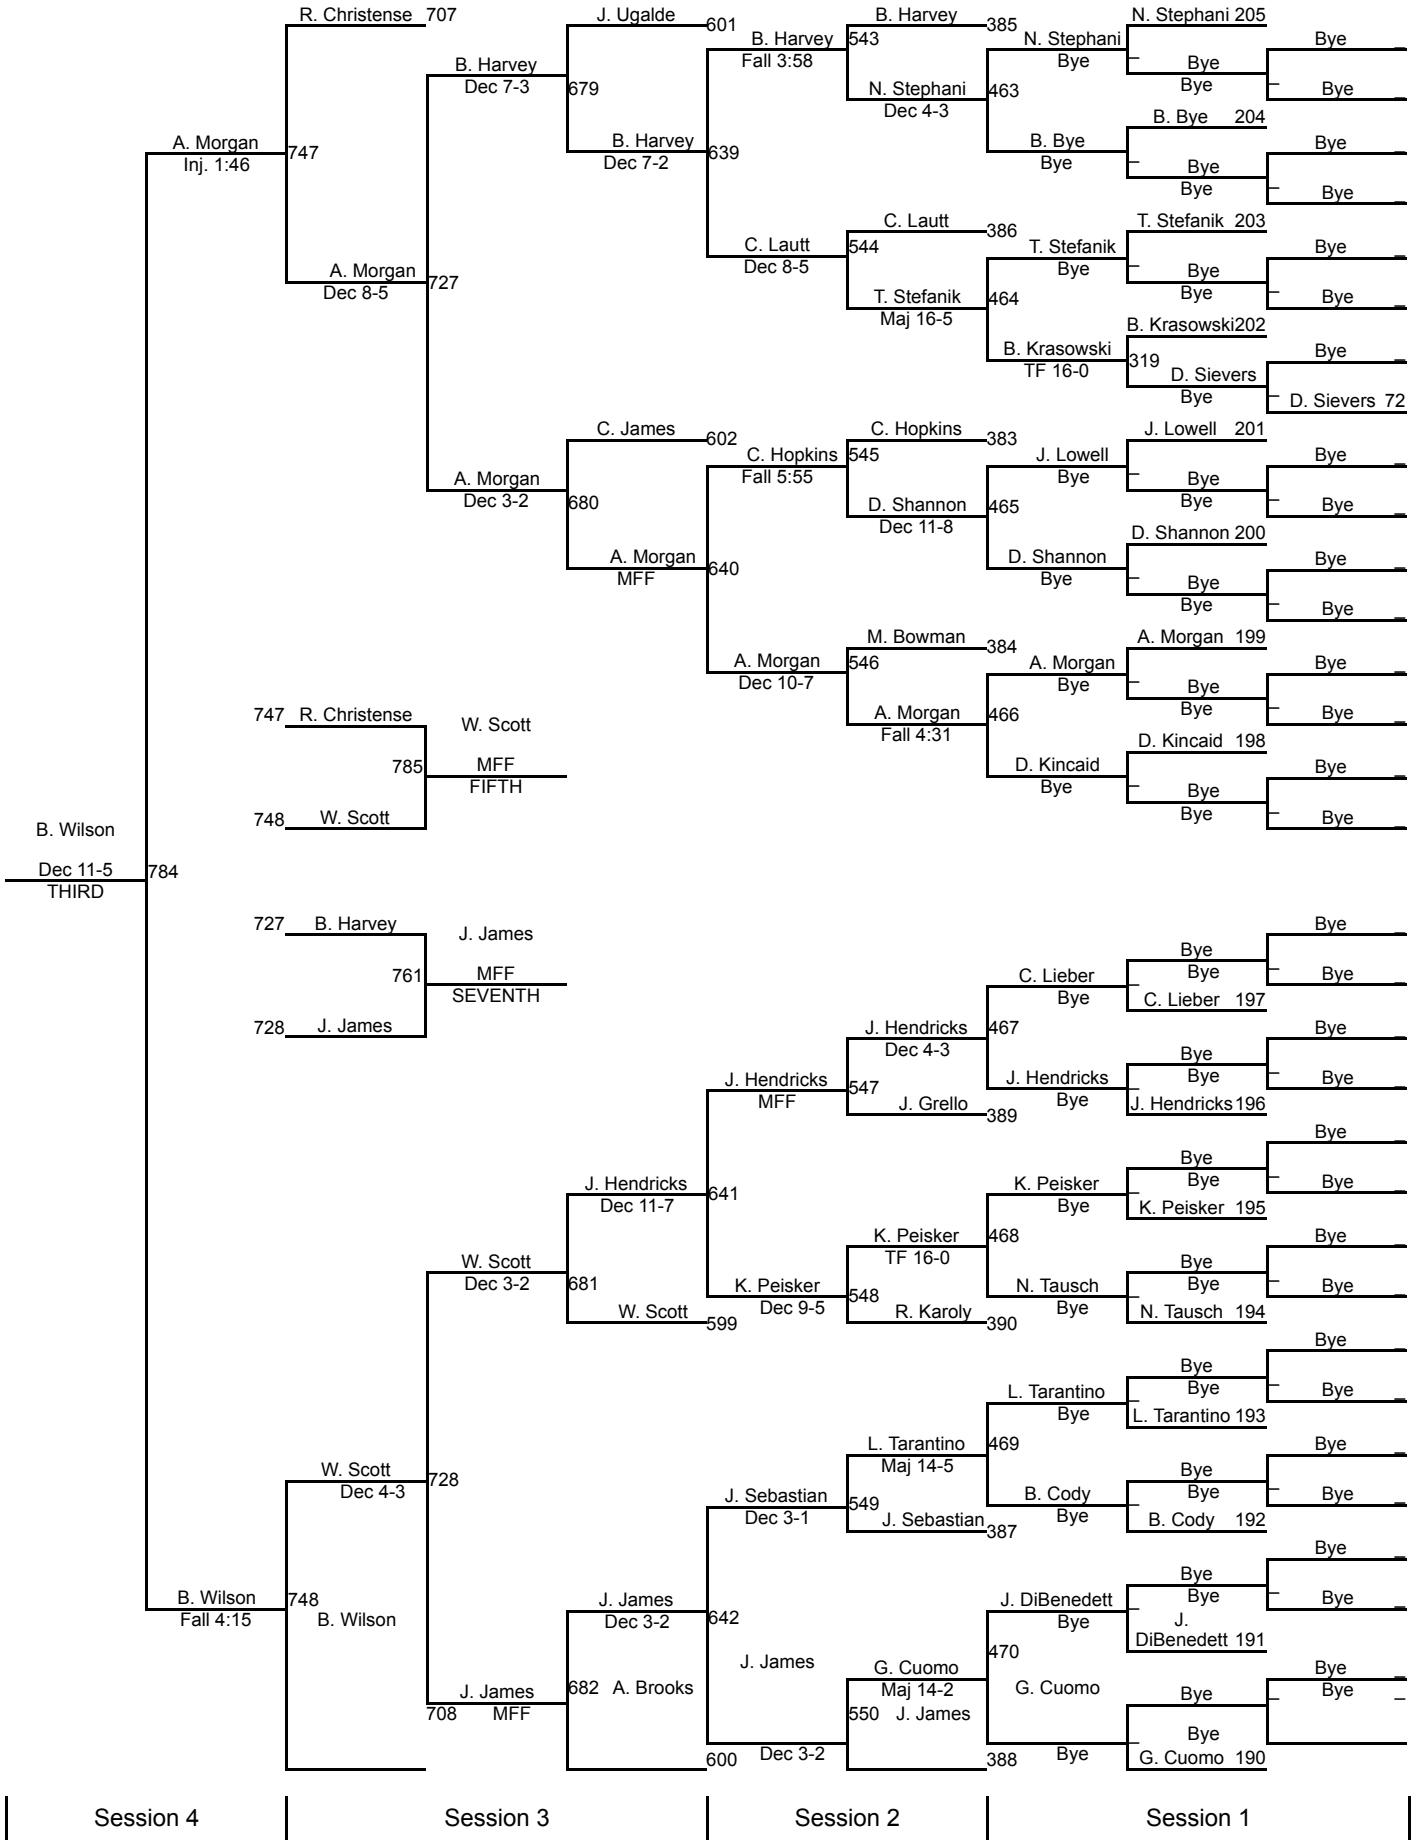 R. Christense 707
J. Ugalde
601
B. Harvey
385
N. Stephani 205
B. Harvey
543
N. Stephani
Bye
Fall 3:58
Bye
Bye
B. Harvey
Dec 7-3
679
N. Stephani
463
Bye
Bye
Dec 4-3
B. Bye 204
A. Morgan
747
B. Harvey
639
B. Bye
Bye
Inj. 1:46
Dec 7-2
Bye
Bye
Bye
Bye
C. Lautt
386
T. Stefanik 203
C. Lautt
544
T. Stefanik
Bye
Dec 8-5
Bye
Bye
A. Morgan
727
Bye
Dec 8-5
T. Stefanik
464
Bye
Maj 16-5
B. Krasowski 202
B. Krasowski
319
Bye
TF 16-0
D. Sievers
Bye
D. Sievers 72
C. James
602
C. Hopkins
383
J. Lowell 201
C. Hopkins
545
J. Lowell
Bye
Fall 5:55
Bye
A. Morgan
680
Bye
Dec 3-2
D. Shannon
465
Bye
Bye
Dec 11-8
D. Shannon 200
A. Morgan
640
D. Shannon
Bye
MFF
Bye
Bye
Bye
Bye
M. Bowman
384
A. Morgan 199
A. Morgan
546
A. Morgan
Bye
Dec 10-7
Bye
Bye
747 R. Christense
W. Scott
A. Morgan
466
Bye
Bye
Fall 4:31
D. Kincaid 198
785
MFF
D. Kincaid
Bye
FIFTH
Bye
Bye
748 W. Scott
Bye
Bye
B. Wilson
Dec 11-5
784
THIRD
727 B. Harvey
J. James
Bye
Bye
761
MFF
C. Lieber
Bye
Bye
SEVENTH
Bye
C. Lieber 197
728 J. James
J. Hendricks
467
Bye
Dec 4-3
Bye
J. Hendricks
547
J. Hendricks
Bye
Bye
MFF
J. Grello
389
Bye
J. Hendricks 196
Bye
Bye
J. Hendricks
641
K. Peisker
Bye
Bye
Dec 11-7
Bye
K. Peisker 195
K. Peisker
468
Bye
TF 16-0
W. Scott
681
Bye
Dec 3-2
K. Peisker
548
N. Tausch
Bye
Bye
W. Scott
599
Dec 9-5
R. Karoly
390
Bye
N. Tausch 194
Bye
Bye
L. Tarantino
Bye
Bye
Bye
L. Tarantino 193
L. Tarantino
469
Bye
Maj 14-5
W. Scott
728
Bye
Dec 4-3
J. Sebastian
549
B. Cody
Bye
Bye
Dec 3-1
J. Sebastian
387
Bye
B. Cody 192
Bye
Bye
B. Wilson
748
J. James
642
J. DiBenedett
Bye
Bye
Fall 4:15
B. Wilson
Dec 3-2
Bye
J.
DiBenedett 191
470
J. James
G. Cuomo
Bye
682 A. Brooks
Maj 14-2
G. Cuomo
Bye
Bye
J. James
708 MFF
550 J. James
Bye
600 Dec 3-2
388
Bye
G. Cuomo 190
Session 4
Session 3
Session 2
Session 1